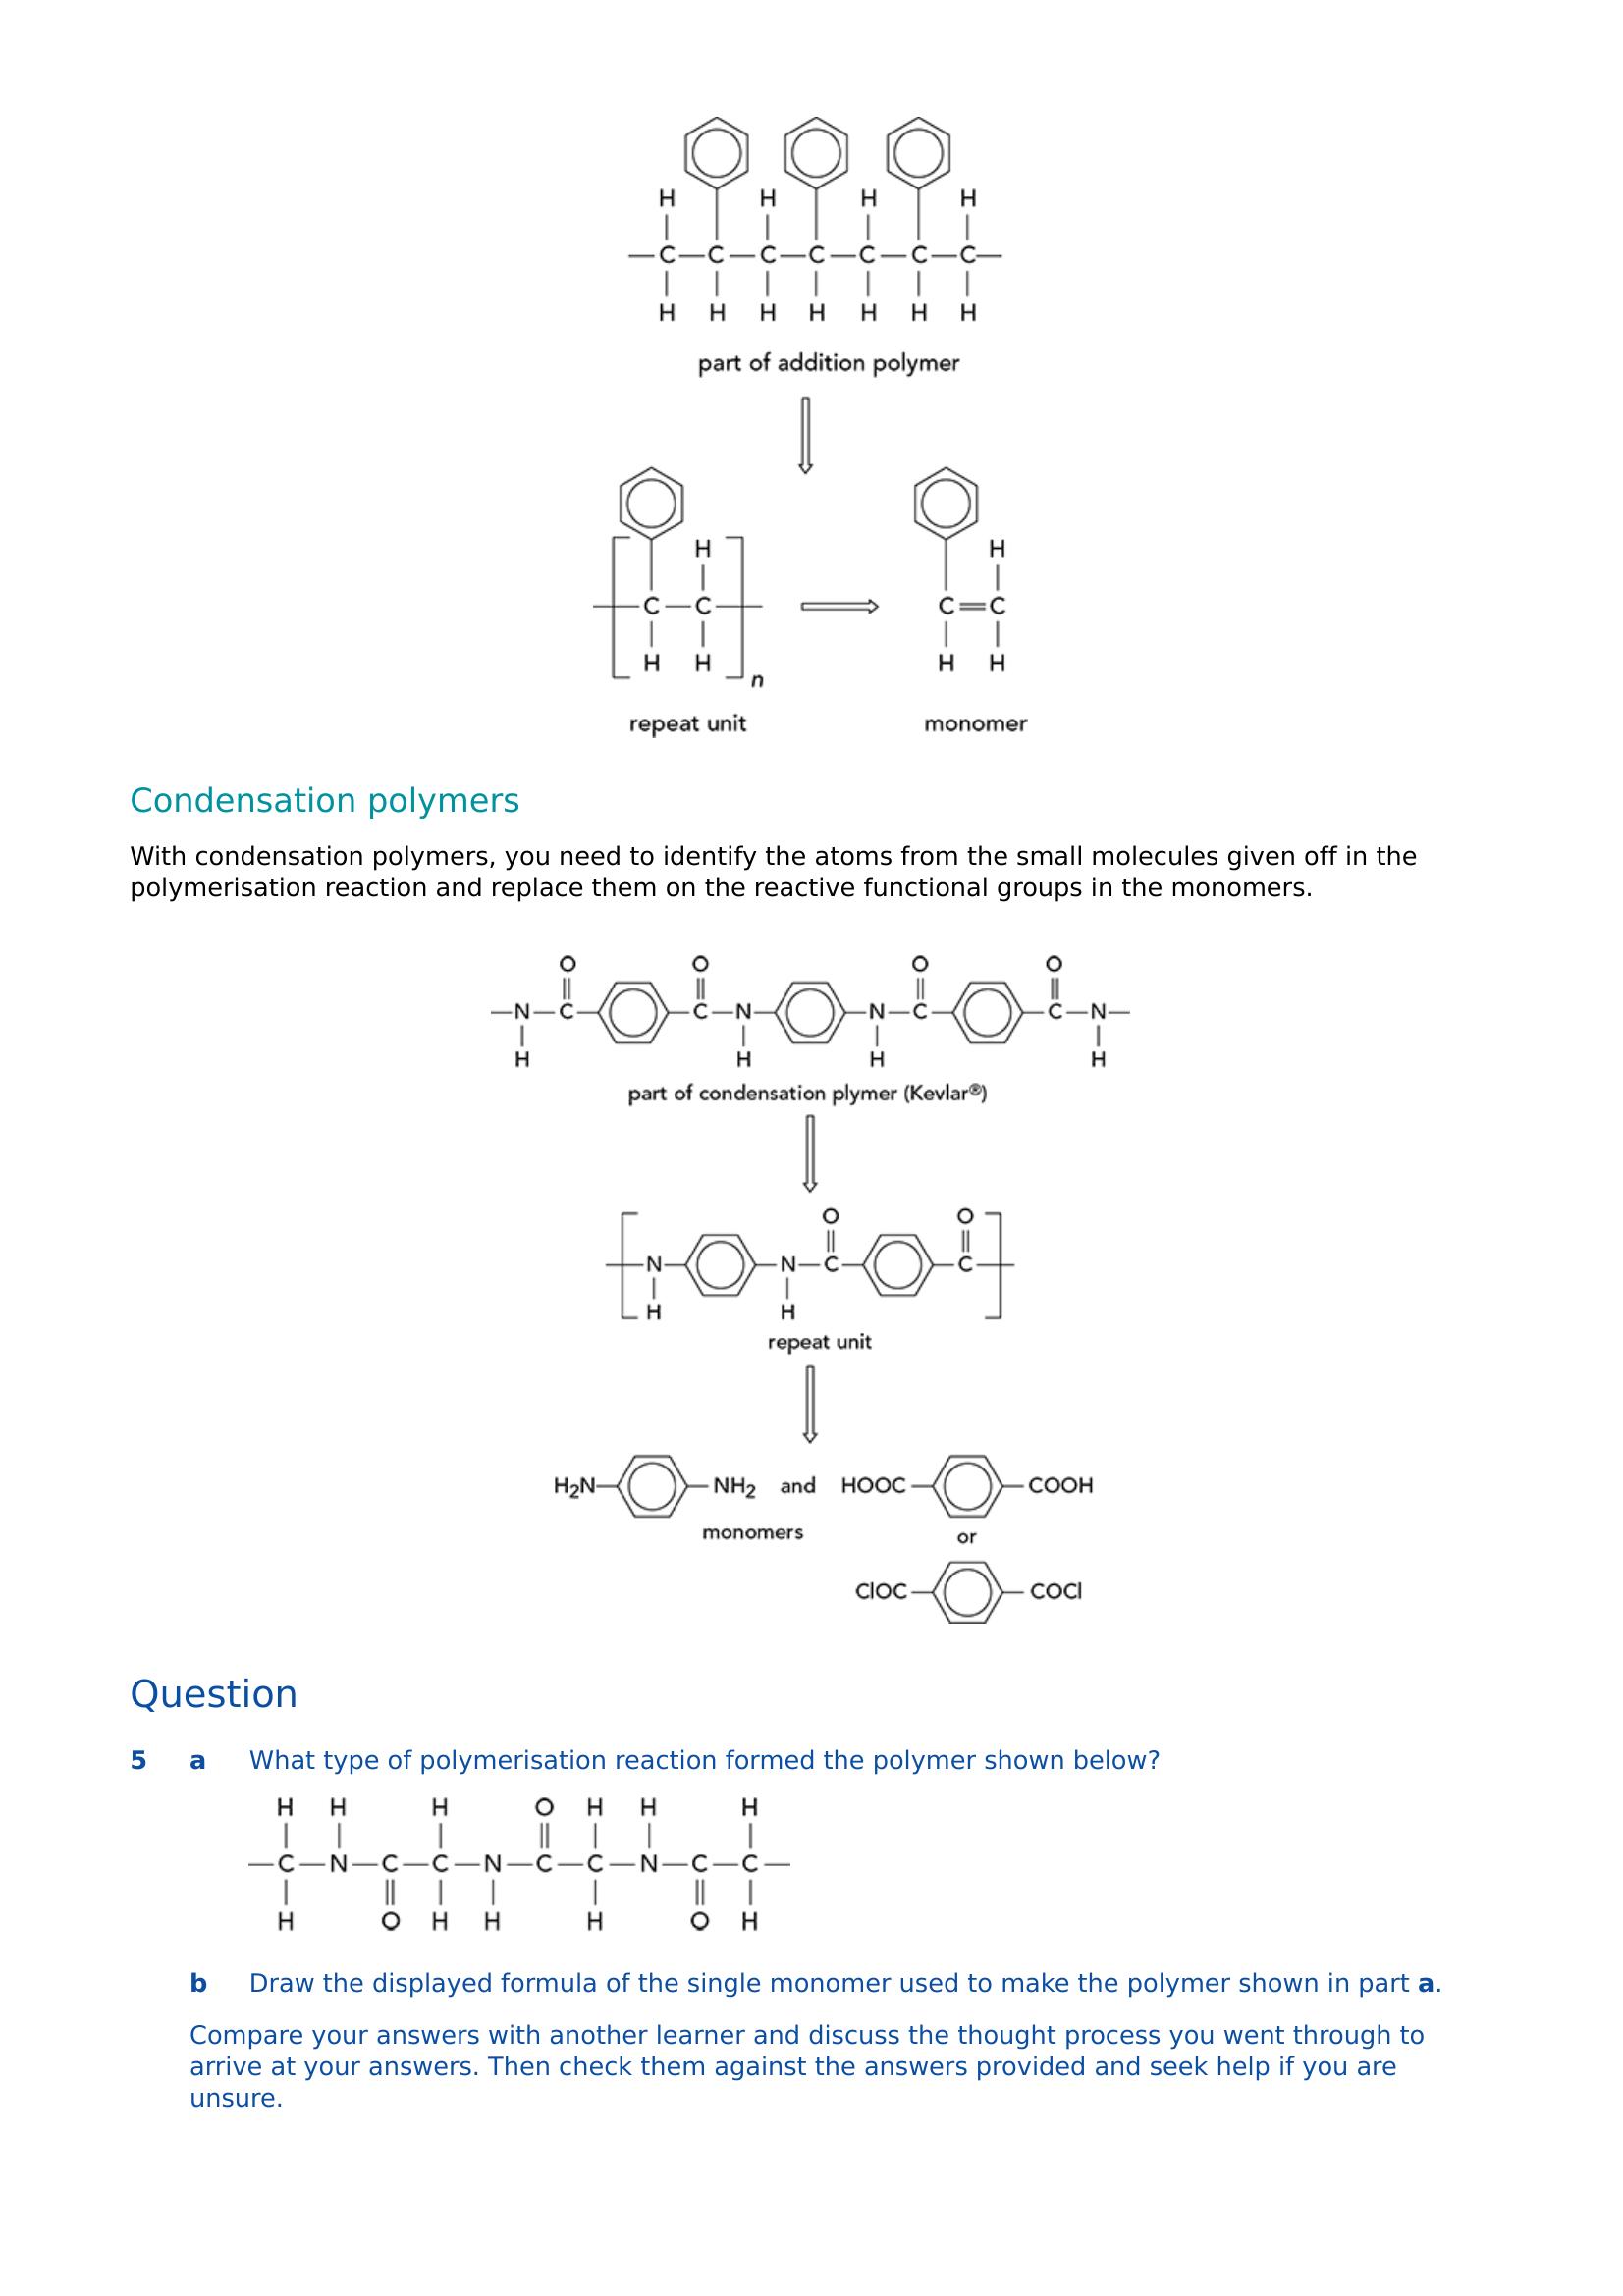 H H H H
—C—C—C—C—C—C—C—
H H H H H H H
part of addition polymer
H H
C—C C=C
H H H H
n
repeat unit monomer
Condensation polymers
With condensation polymers, you need to identify the atoms from the small molecules given off in the
polymerisation reaction and replace them on the reactive functional groups in the monomers.
O O O O
—N—C C—N N—C C—N—
H H H H
part of condensation plymer (Kevlar®)
O O
N N—C C
H H
repeat unit
H₂N NH₂ and HOOC COOH
monomers or
ClOC COCl
Question
5 a What type of polymerisation reaction formed the polymer shown below?
H H H O H H H
—C—N—C—C—N—C—C—N—C—C—
H O H H H O H
b Draw the displayed formula of the single monomer used to make the polymer shown in part a.
Compare your answers with another learner and discuss the thought process you went through to
arrive at your answers. Then check them against the answers provided and seek help if you are
unsure.